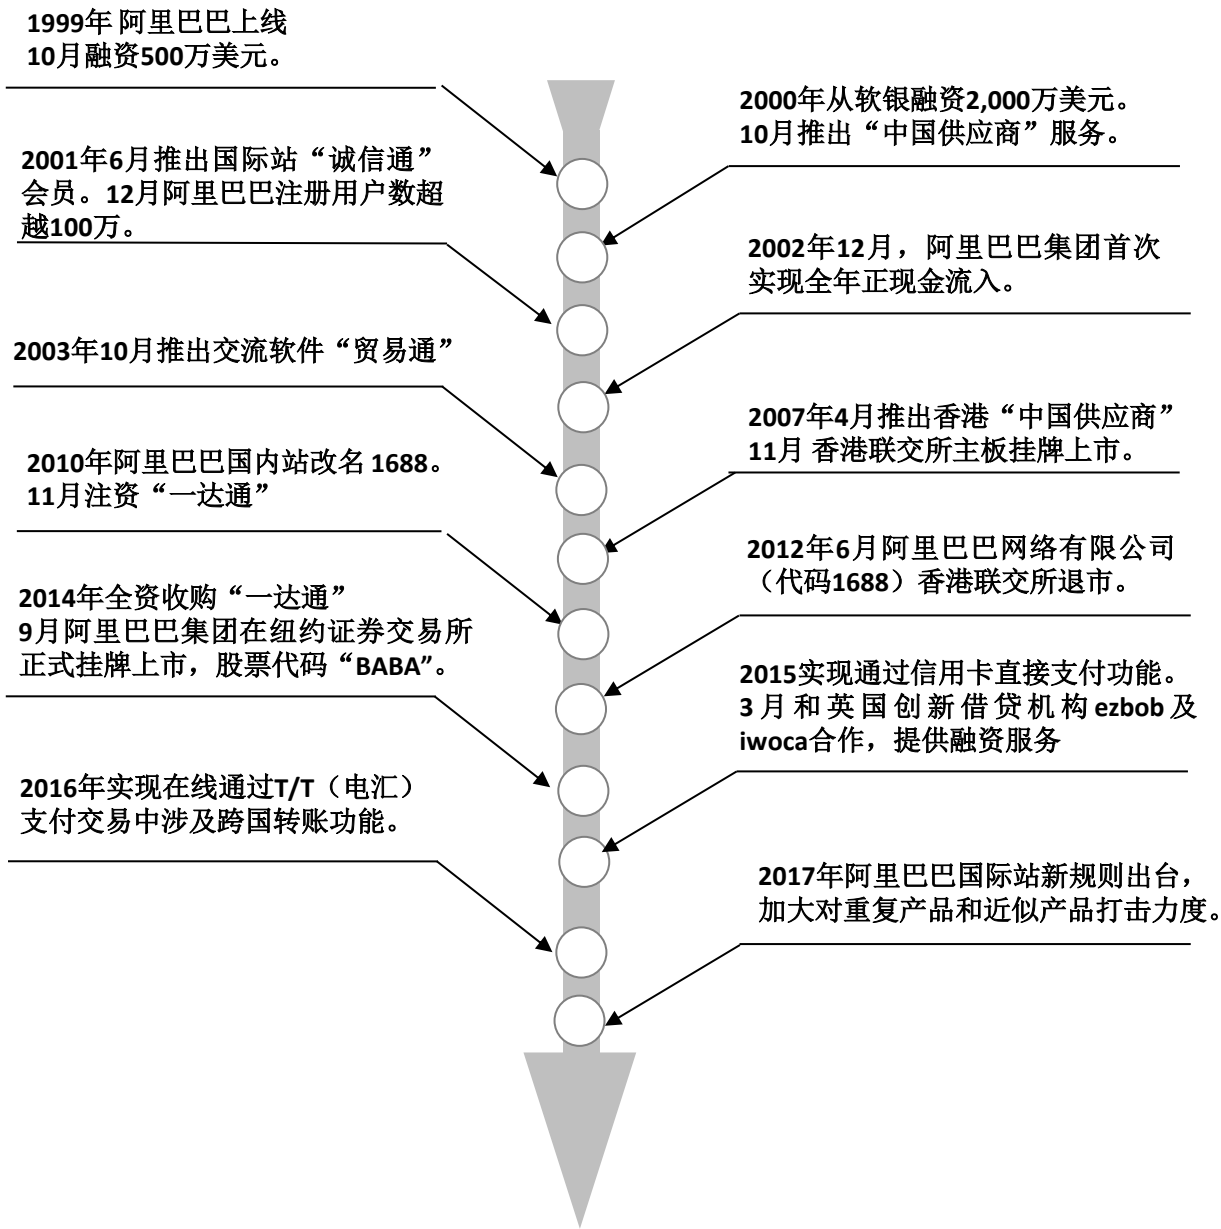 1999年 阿里巴巴上线
10月融资500万美元。
2000年从软银融资2,000万美元。
10月推出“中国供应商”服务。
2001年6月推出国际站“诚信通”
会员。12月阿里巴巴注册用户数超
越100万。
2002年12月，阿里巴巴集团首次
实现全年正现金流入。
2003年10月推出交流软件“贸易通”
2007年4月推出香港“中国供应商”
11月 香港联交所主板挂牌上市。
2010年阿里巴巴国内站改名 1688。
11月注资“一达通”
2012年6月阿里巴巴网络有限公司
（代码1688）香港联交所退市。
2014年全资收购“一达通”
9月阿里巴巴集团在纽约证券交易所
正式挂牌上市，股票代码“BABA”。
2015实现通过信用卡直接支付功能。
3 月 和 英 国 创 新 借 贷 机 构 ezbob 及
iwoca合作，提供融资服务
2016年实现在线通过T/T（电汇）
支付交易中涉及跨国转账功能。
2017年阿里巴巴国际站新规则出台，
加大对重复产品和近似产品打击力度。